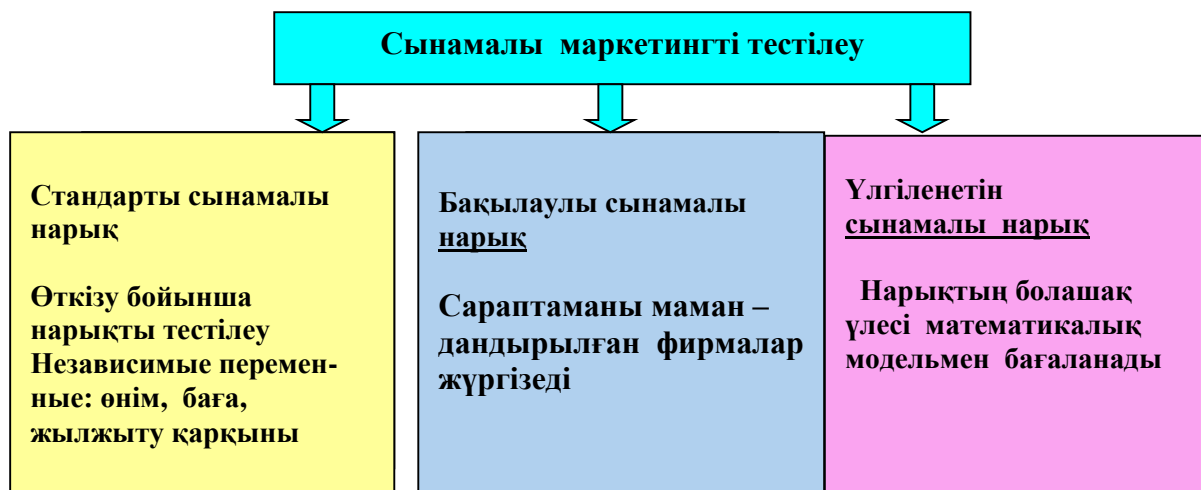 Сынамалы маркетингті тестілеу
Стандарты сынамалы
нарық
Өткізу бойынша
нарықты тестілеу
Независимые перемен-
ные: өнім, баға,
жылжыту қарқыны
Бақылаулы сынамалы
нарық
Сараптаманы маман –
дандырылған фирмалар
жүргізеді
Үлгіленетін
сынамалы нарық
Нарықтың болашақ
үлесі математикалық
модельмен бағаланады